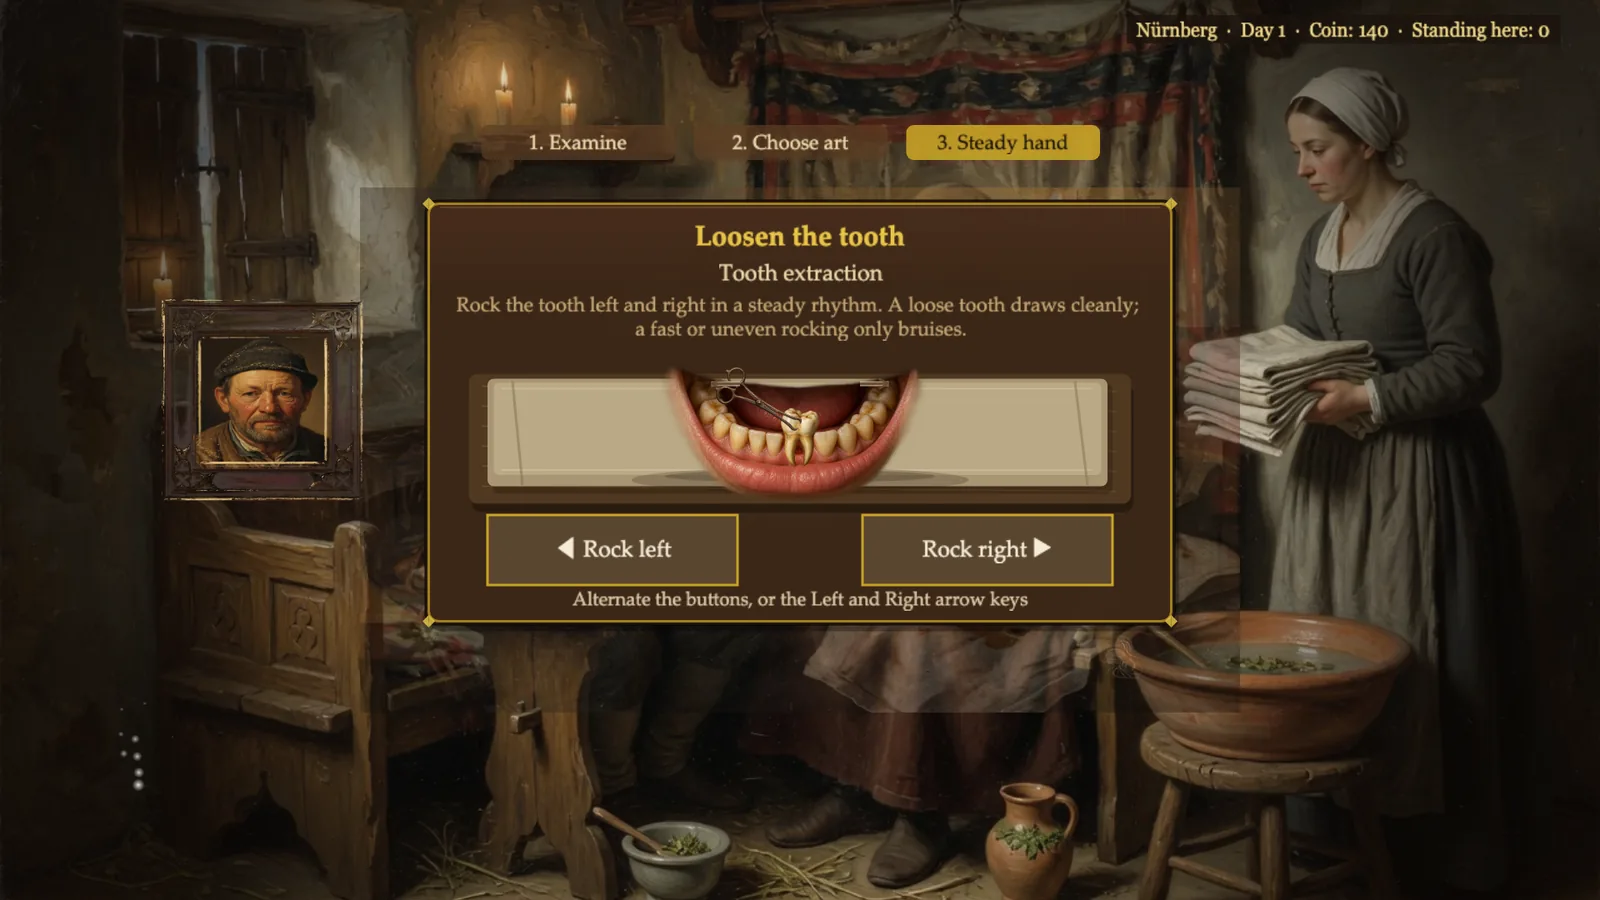 Nürnberg · Day 1 · Coin: 140 · Standing here: 0
1. Examine
2. Choose art
3. Steady hand
Loosen the tooth
Tooth extraction
Rock the tooth left and right in a steady rhythm. A loose tooth draws cleanly;
a fast or uneven rocking only bruises.
◀ Rock left
Rock right ▶
Alternate the buttons, or the Left and Right arrow keys